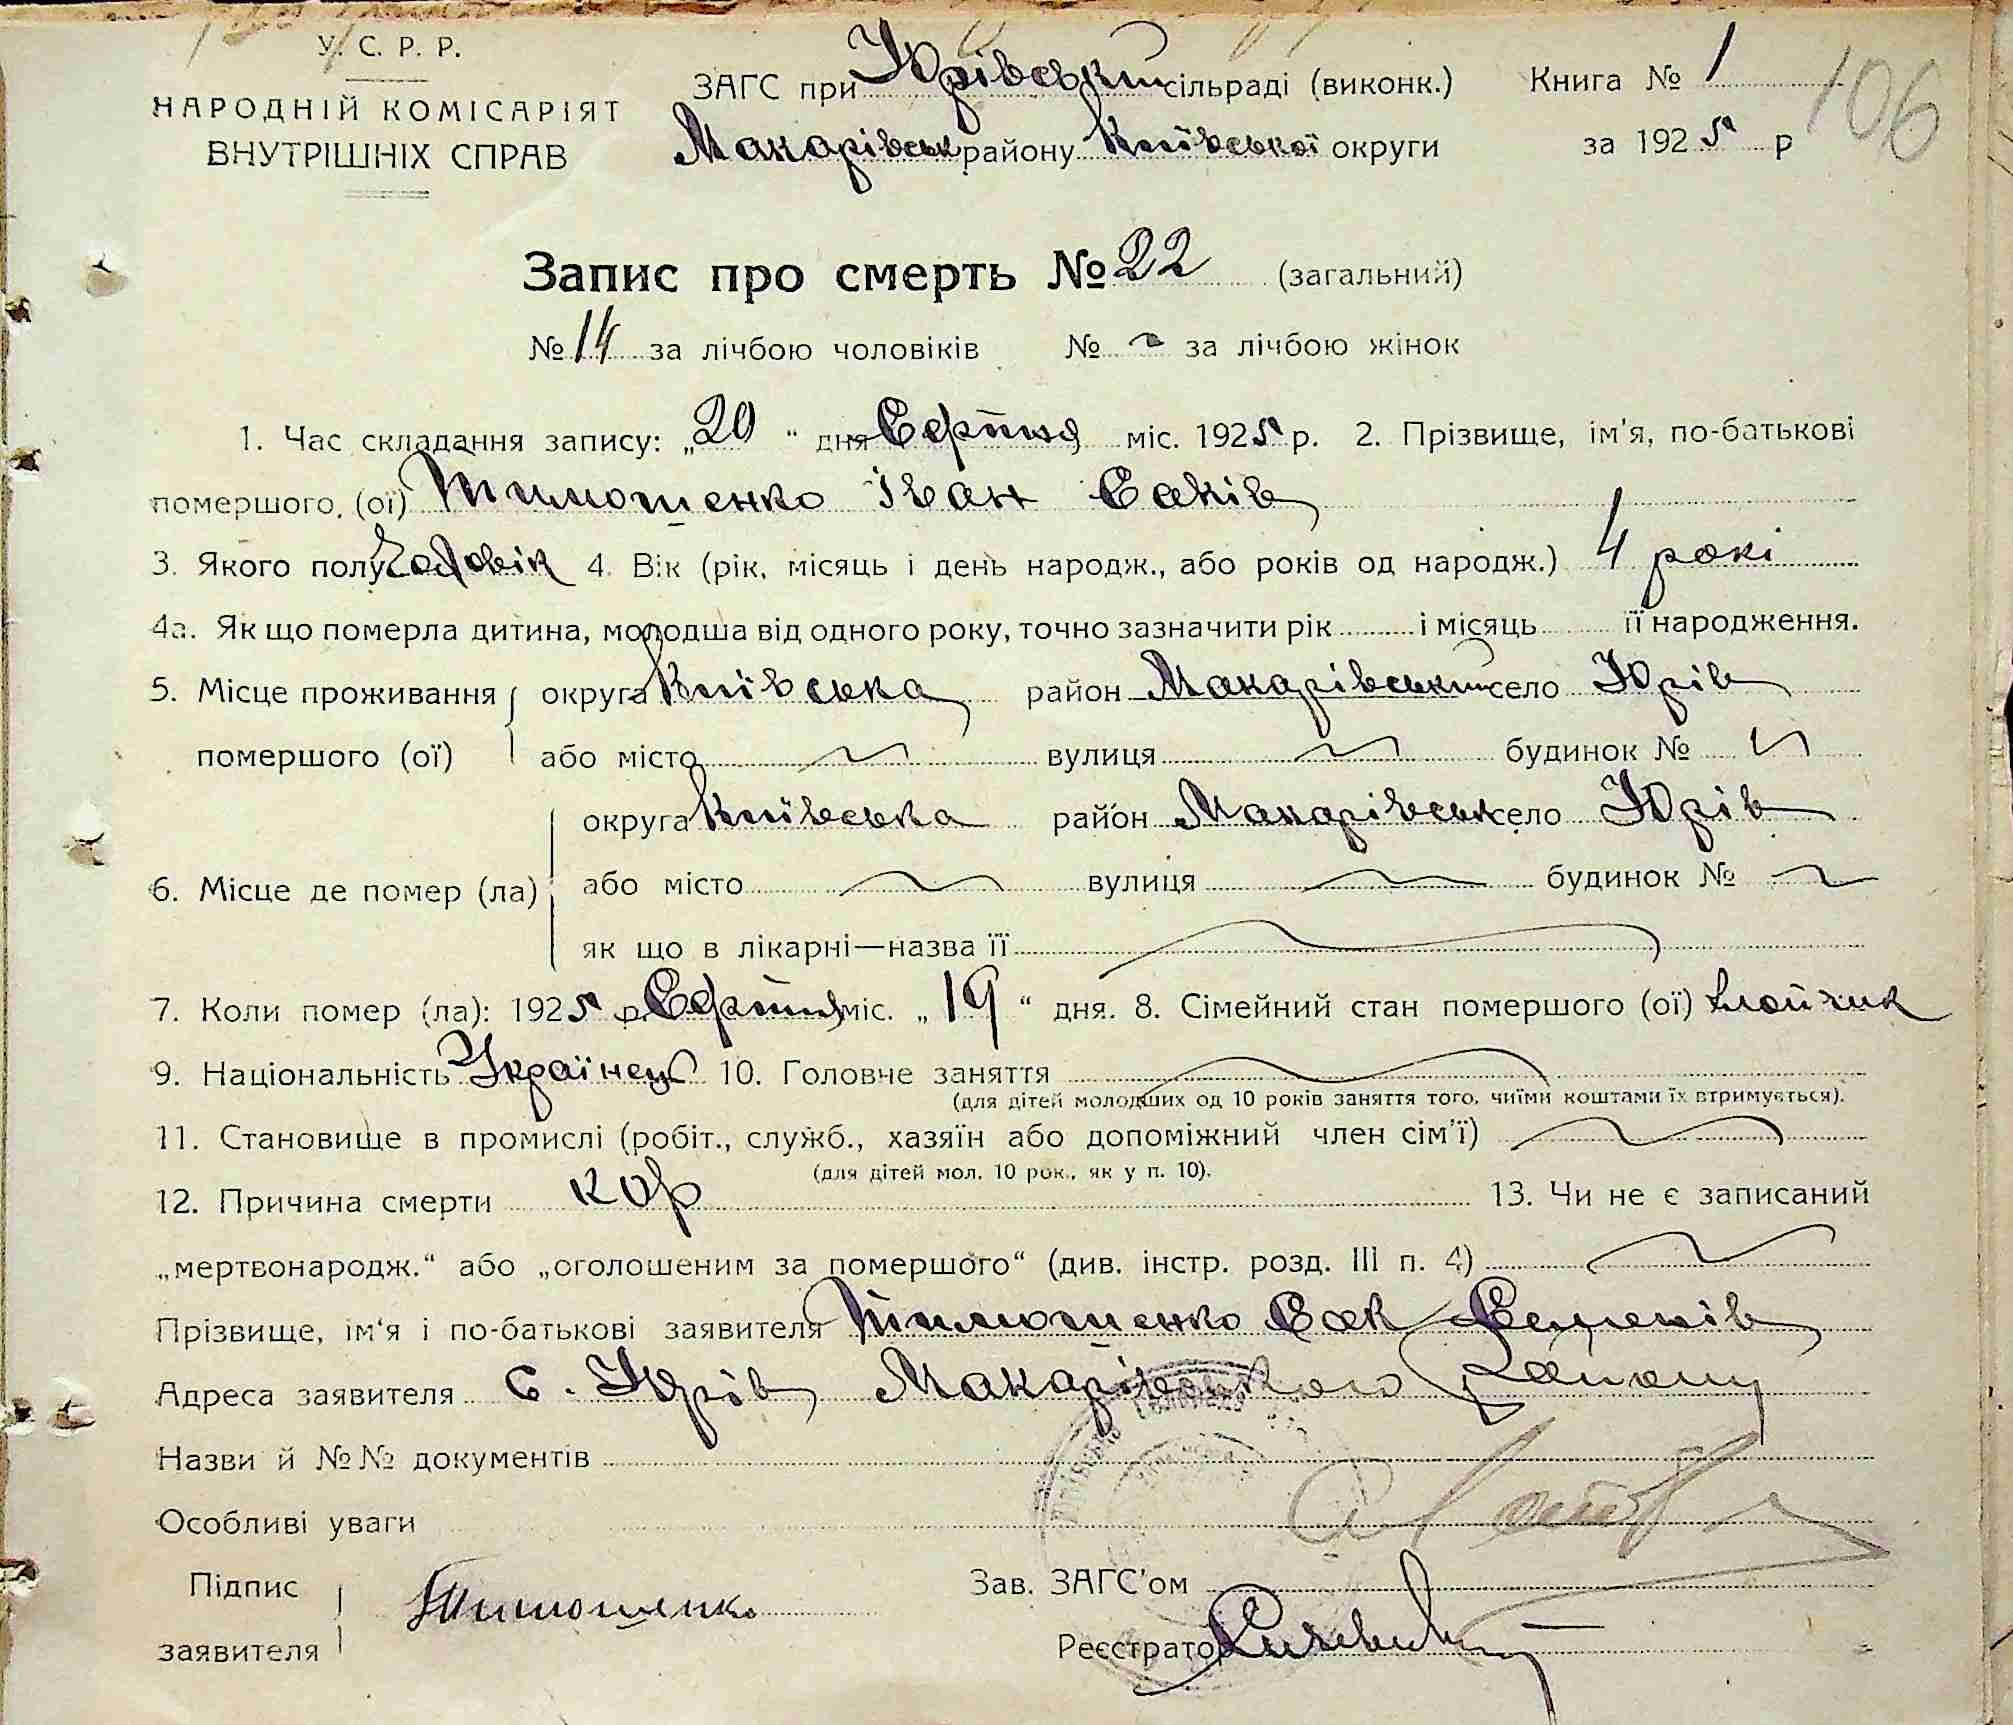 У. С. Р. Р.
НАРОДНІЙ КОМІСАРІЯТ
ВНУТРІШНІХ СПРАВ
ЗАГС при Юрівський сільраді (виконк.) Книга № 1 106
Макарівськ району Київської округи за 1925 р
Запис про смерть № 22 (загальний)
№ 14 за лічбою чоловіків № за лічбою жінок
1. Час складання запису: „20“ дня Серпня міс. 1925 р. 2. Прізвище, ім'я, по-батькові
помершого, (ої) Тимошенко Іван Саків
3. Якого полу Чоловік 4. Вік (рік, місяць і день народж., або років од народж.) 4 рокі
4а. Як що померла дитина, молодша від одного року, точно зазначити рік і місяць її народження.
5. Місце проживання округа Київська район Макарівський село Юрів
помершого (ої) або місто вулиця будинок №
округа Київська район Макарівськ село Юрів
6. Місце де помер (ла) або місто вулиця будинок №
як що в лікарні—назва її
7. Коли помер (ла): 1925 р. Серпня міс. „19“ дня. 8. Сімейний стан помершого (ої) хлопчик
9. Національність Українець 10. Головне заняття
(для дітей молодших од 10 років заняття того, чиїми коштами їх втримується).
11. Становище в промислі (робіт., служб., хазяїн або допоміжний член сім'ї)
(для дітей мол. 10 рок., як у п. 10).
12. Причина смерти кор 13. Чи не є записаний
„мертвонародж.“ або „оголошеним за помершого“ (див. інстр. розд. III п. 4)
Прізвище, ім'я і по-батькові заявителя Тимошенко Сак Семенів
Адреса заявителя с. Юрів Макарівського Району
Назви й №№ документів
Особливі уваги
Підпис Зав. ЗАГС'ом
заявителя Тимошенко Реєстратор